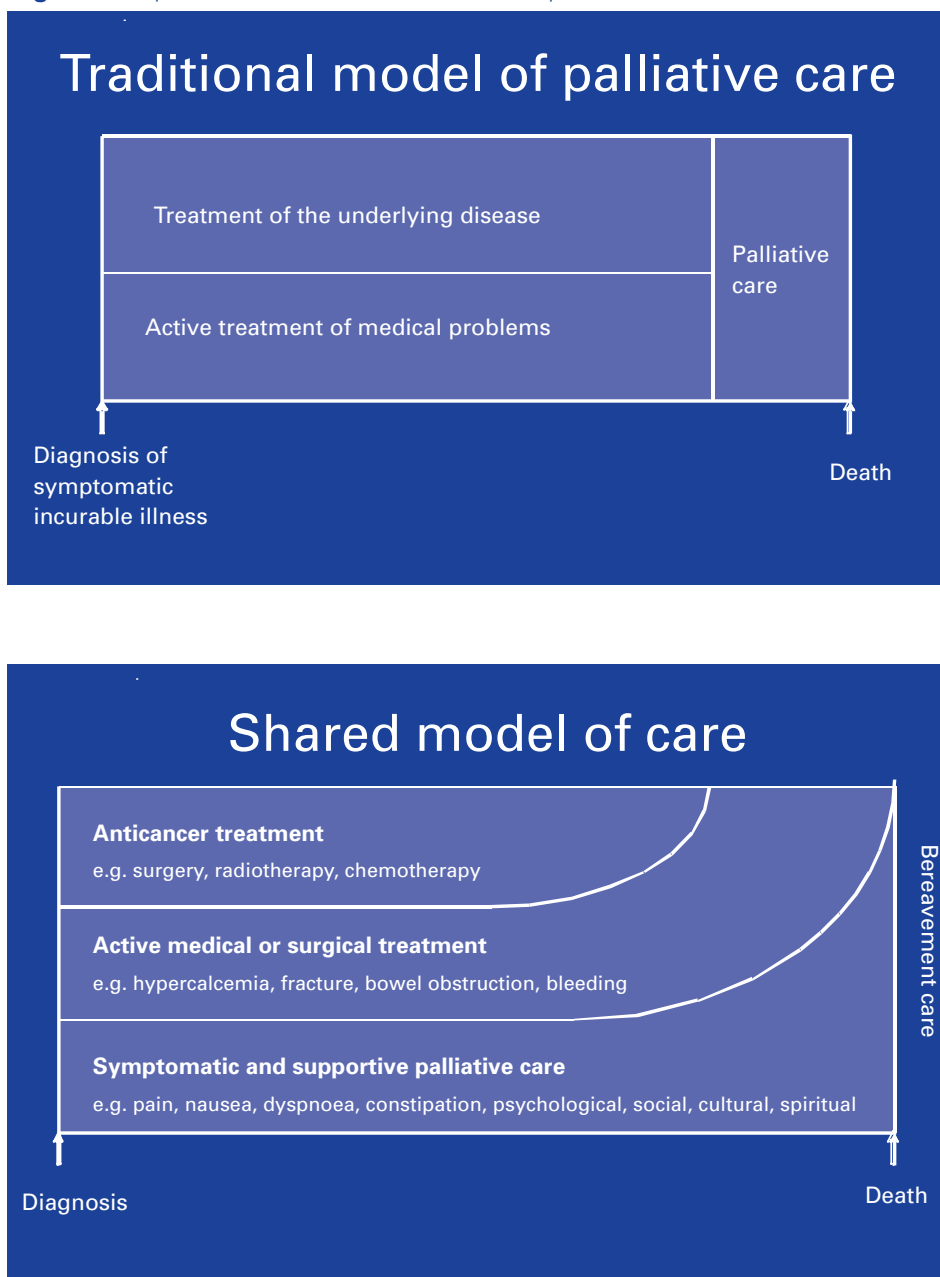 Traditional model of palliative care
Treatment of the underlying disease
Active treatment of medical problems
Palliative
care
Diagnosis of
symptomatic
incurable illness
Death
Shared model of care
Anticancer treatment
e.g. surgery, radiotherapy, chemotherapy
Active medical or surgical treatment
e.g. hypercalcemia, fracture, bowel obstruction, bleeding
Symptomatic and supportive palliative care
e.g. pain, nausea, dyspnoea, constipation, psychological, social, cultural, spiritual
Bereavement care
Diagnosis
Death